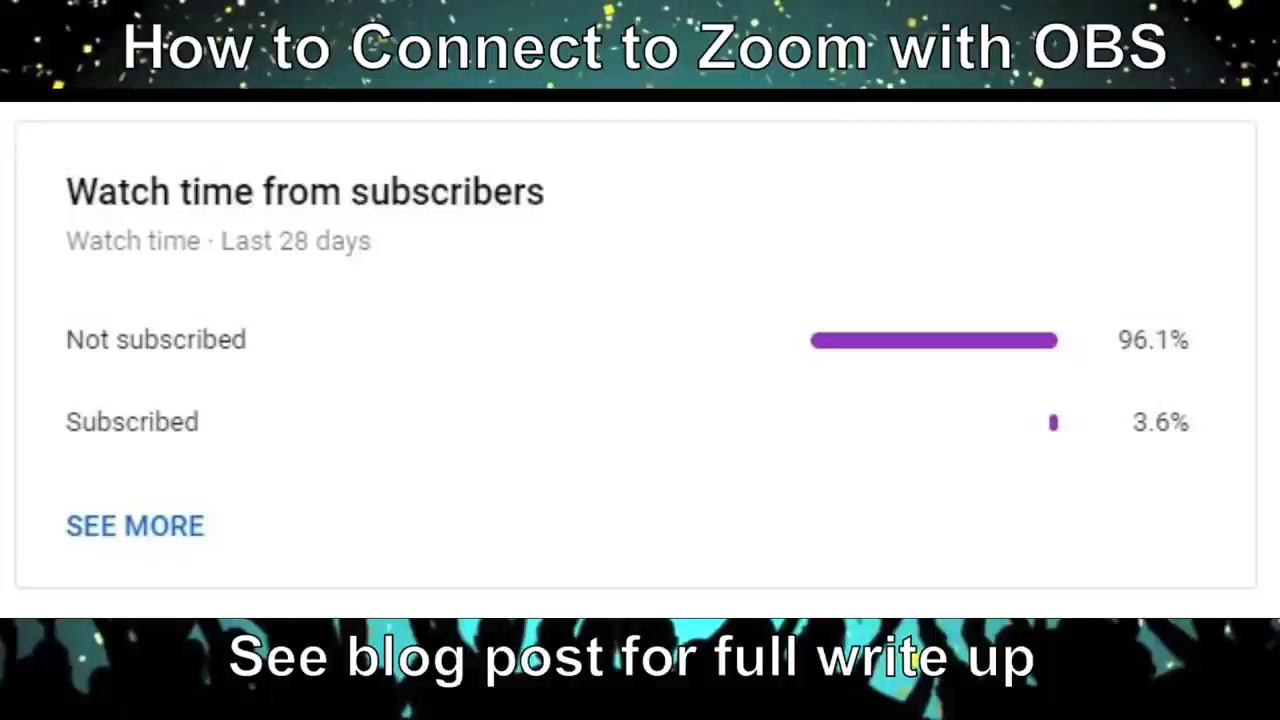 How to Connect to Zoom with OBS
Watch time from subscribers
Watch time · Last 28 days
Not subscribed 96.1%
Subscribed 3.6%
SEE MORE
See blog post for full write up